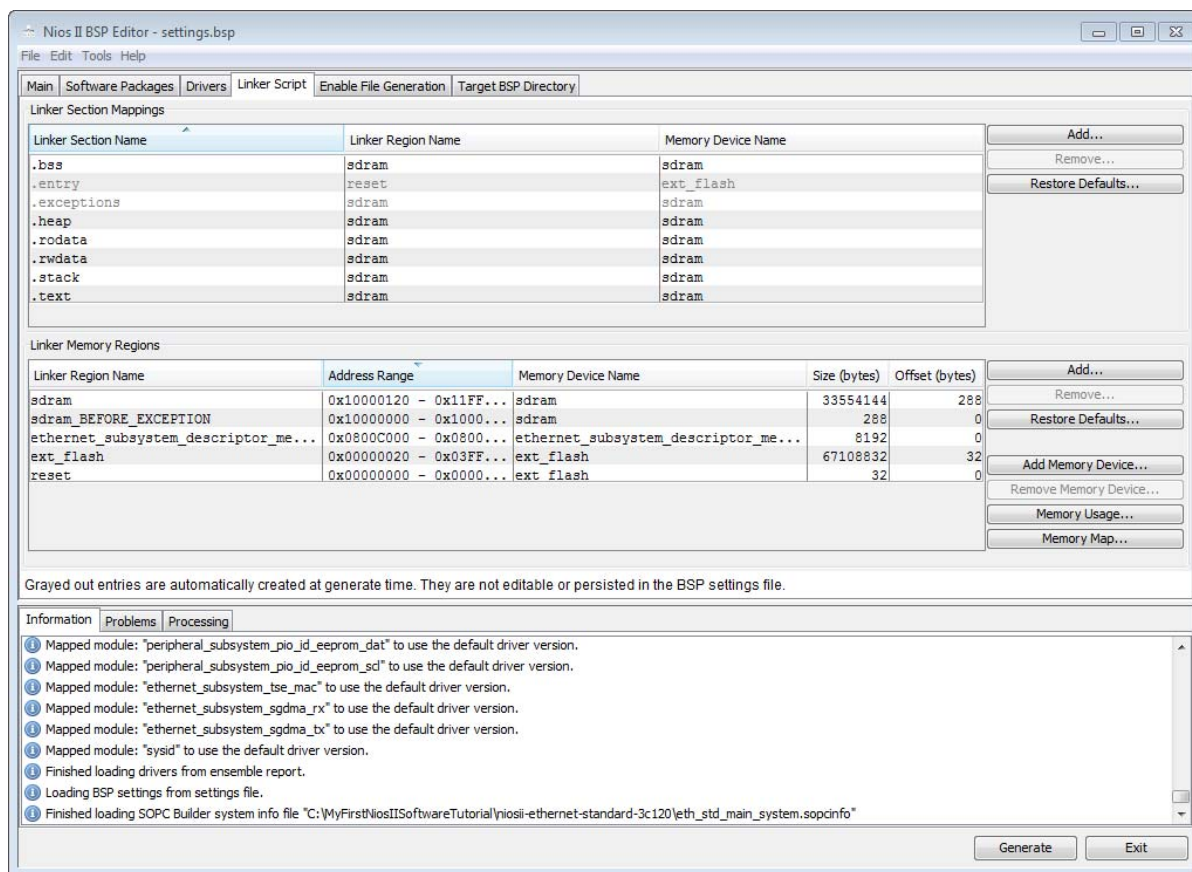 Nios II BSP Editor - settings.bsp
File Edit Tools Help
Main Software Packages Drivers Linker Script Enable File Generation Target BSP Directory
Linker Section Mappings
Linker Section Name Linker Region Name Memory Device Name
.bss sdram sdram
.entry reset ext_flash
.exceptions sdram sdram
.heap sdram sdram
.rodata sdram sdram
.rwdata sdram sdram
.stack sdram sdram
.text sdram sdram
Add...
Remove...
Restore Defaults...
Linker Memory Regions
Linker Region Name Address Range Memory Device Name Size (bytes) Offset (bytes)
sdram 0x10000120 - 0x11FF... sdram 33554144 288
sdram_BEFORE_EXCEPTION 0x10000000 - 0x1000... sdram 288 0
ethernet_subsystem_descriptor_me... 0x0800C000 - 0x0800... ethernet_subsystem_descriptor_me... 8192 0
ext_flash 0x00000020 - 0x03FF... ext_flash 67108832 32
reset 0x00000000 - 0x0000... ext_flash 32 0
Add...
Remove...
Restore Defaults...
Add Memory Device...
Remove Memory Device...
Memory Usage...
Memory Map...
Grayed out entries are automatically created at generate time. They are not editable or persisted in the BSP settings file.
Information Problems Processing
Mapped module: "peripheral_subsystem_pio_id_eeprom_dat" to use the default driver version.
Mapped module: "peripheral_subsystem_pio_id_eeprom_scl" to use the default driver version.
Mapped module: "ethernet_subsystem_tse_mac" to use the default driver version.
Mapped module: "ethernet_subsystem_sgdma_rx" to use the default driver version.
Mapped module: "ethernet_subsystem_sgdma_tx" to use the default driver version.
Mapped module: "sysid" to use the default driver version.
Finished loading drivers from ensemble report.
Loading BSP settings from settings file.
Finished loading SOPC Builder system info file "C:\MyFirstNiosIISoftwareTutorial\niosii-ethernet-standard-3c120\eth_std_main_system.sopcinfo"
Generate Exit